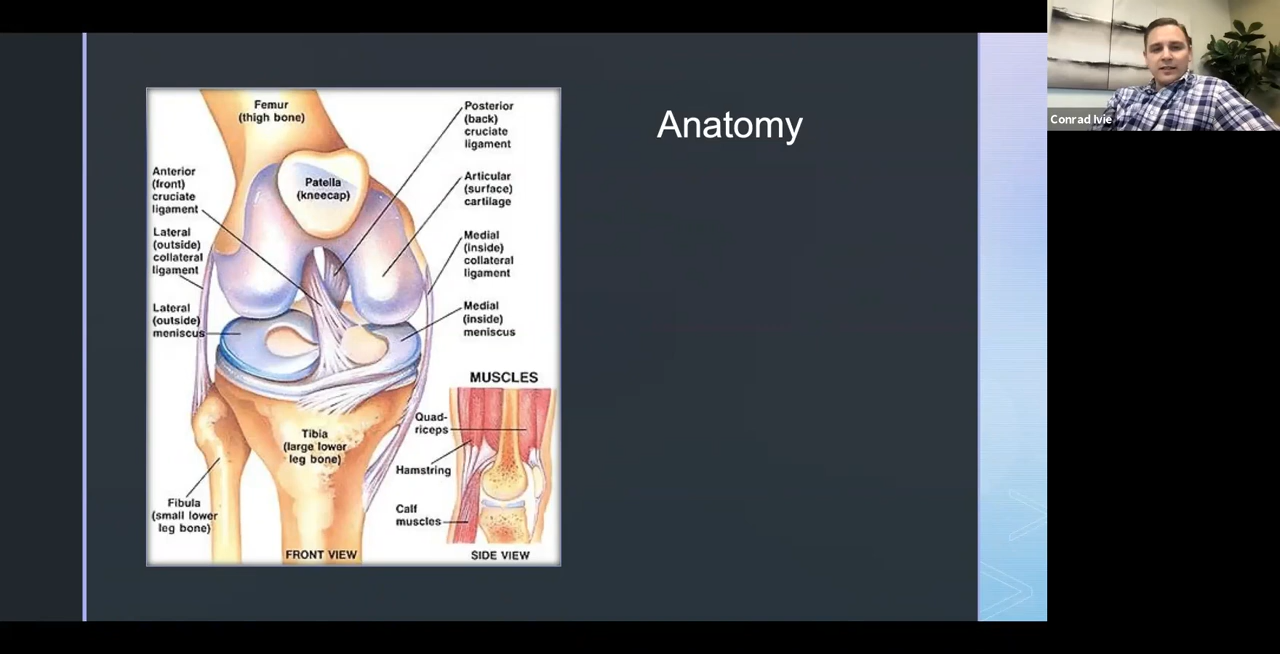 Femur
(thigh bone)
Patella
(kneecap)
Anterior
(front)
cruciate
ligament
Lateral
(outside)
collateral
ligament
Lateral
(outside)
meniscus
Posterior
(back)
cruciate
ligament
Articular
(surface)
cartilage
Medial
(inside)
collateral
ligament
Medial
(inside)
meniscus
Tibia
(large lower
leg bone)
Fibula
(small lower
leg bone)
FRONT VIEW
MUSCLES
Quad-
riceps
Hamstring
Calf
muscles
SIDE VIEW
Anatomy
Conrad Ivie